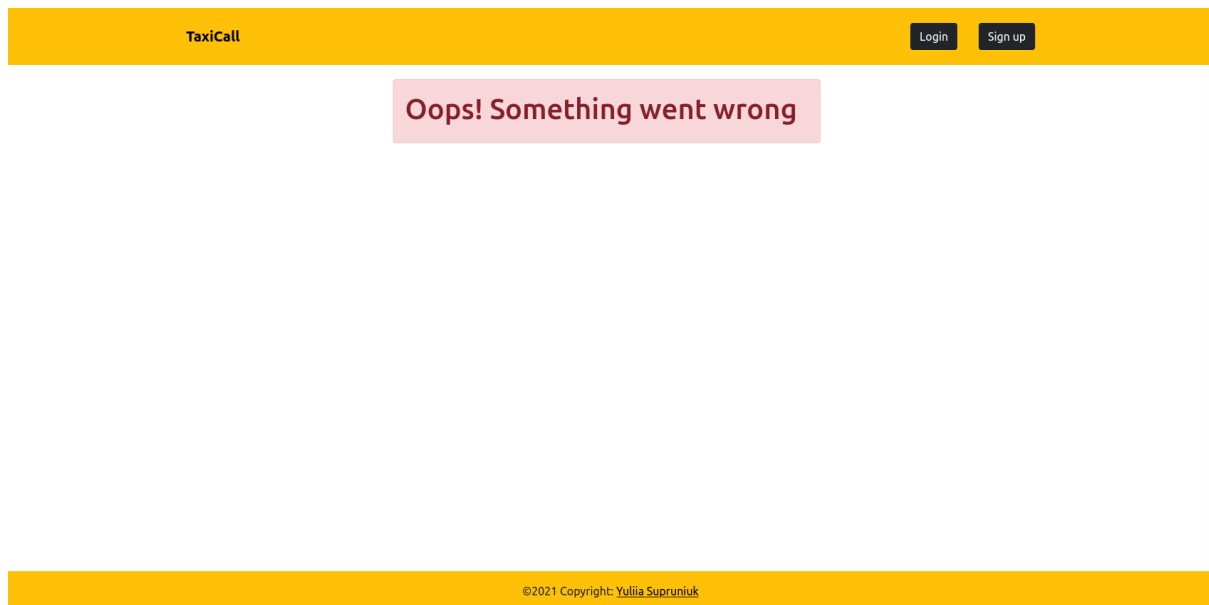 TaxiCall
Login
Sign up
Oops! Something went wrong
©2021 Copyright: Yuliia Supruniuk